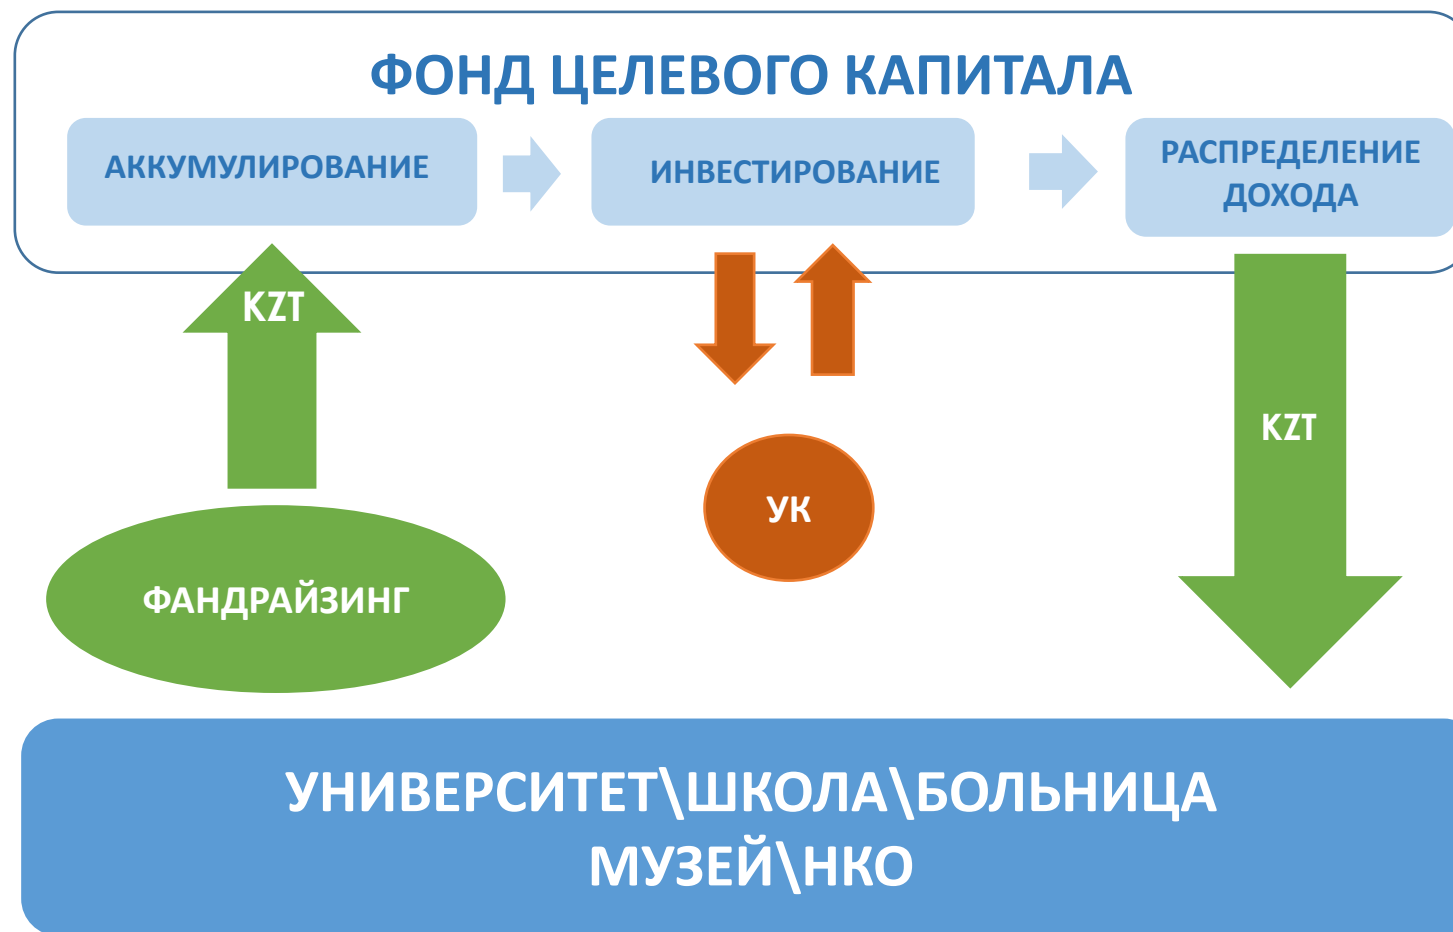 ФОНД ЦЕЛЕВОГО КАПИТАЛА
АККУМУЛИРОВАНИЕ
ИНВЕСТИРОВАНИЕ
РАСПРЕДЕЛЕНИЕ
ДОХОДА
KZT
KZT
УК
ФАНДРАЙЗИНГ
УНИВЕРСИТЕТ\ШКОЛА\БОЛЬНИЦА
МУЗЕЙ\НКО